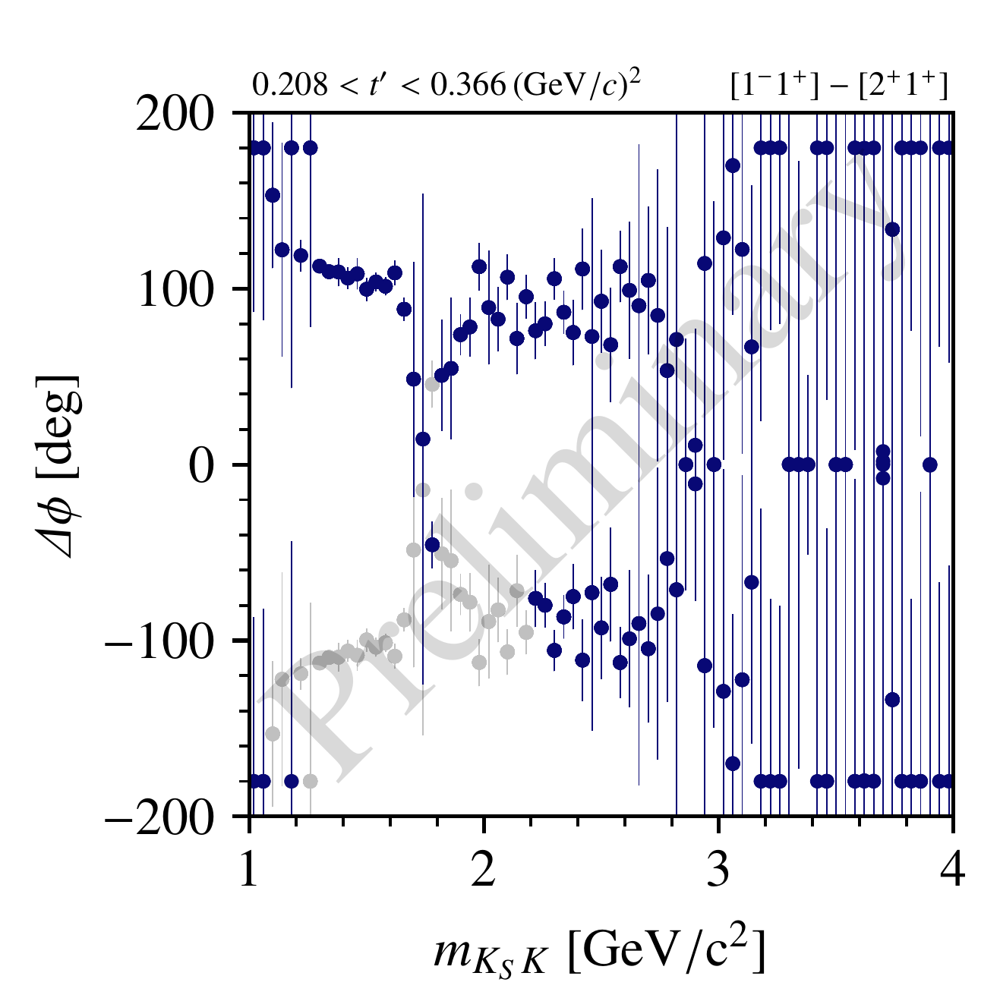 0.208 < t′ < 0.366 (GeV/c)² [1⁻1⁺] – [2⁺1⁺]
200
100
0
−100
−200
Δϕ [deg]
Preliminary
1 2 3 4
m_{K_S K} [GeV/c²]